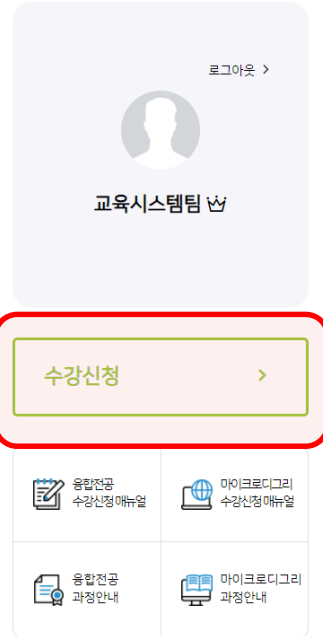 로그아웃 >
교육시스템팀
수강신청 >
융합전공
수강신청 매뉴얼
마이크로디그리
수강신청 매뉴얼
융합전공
과정안내
마이크로디그리
과정안내